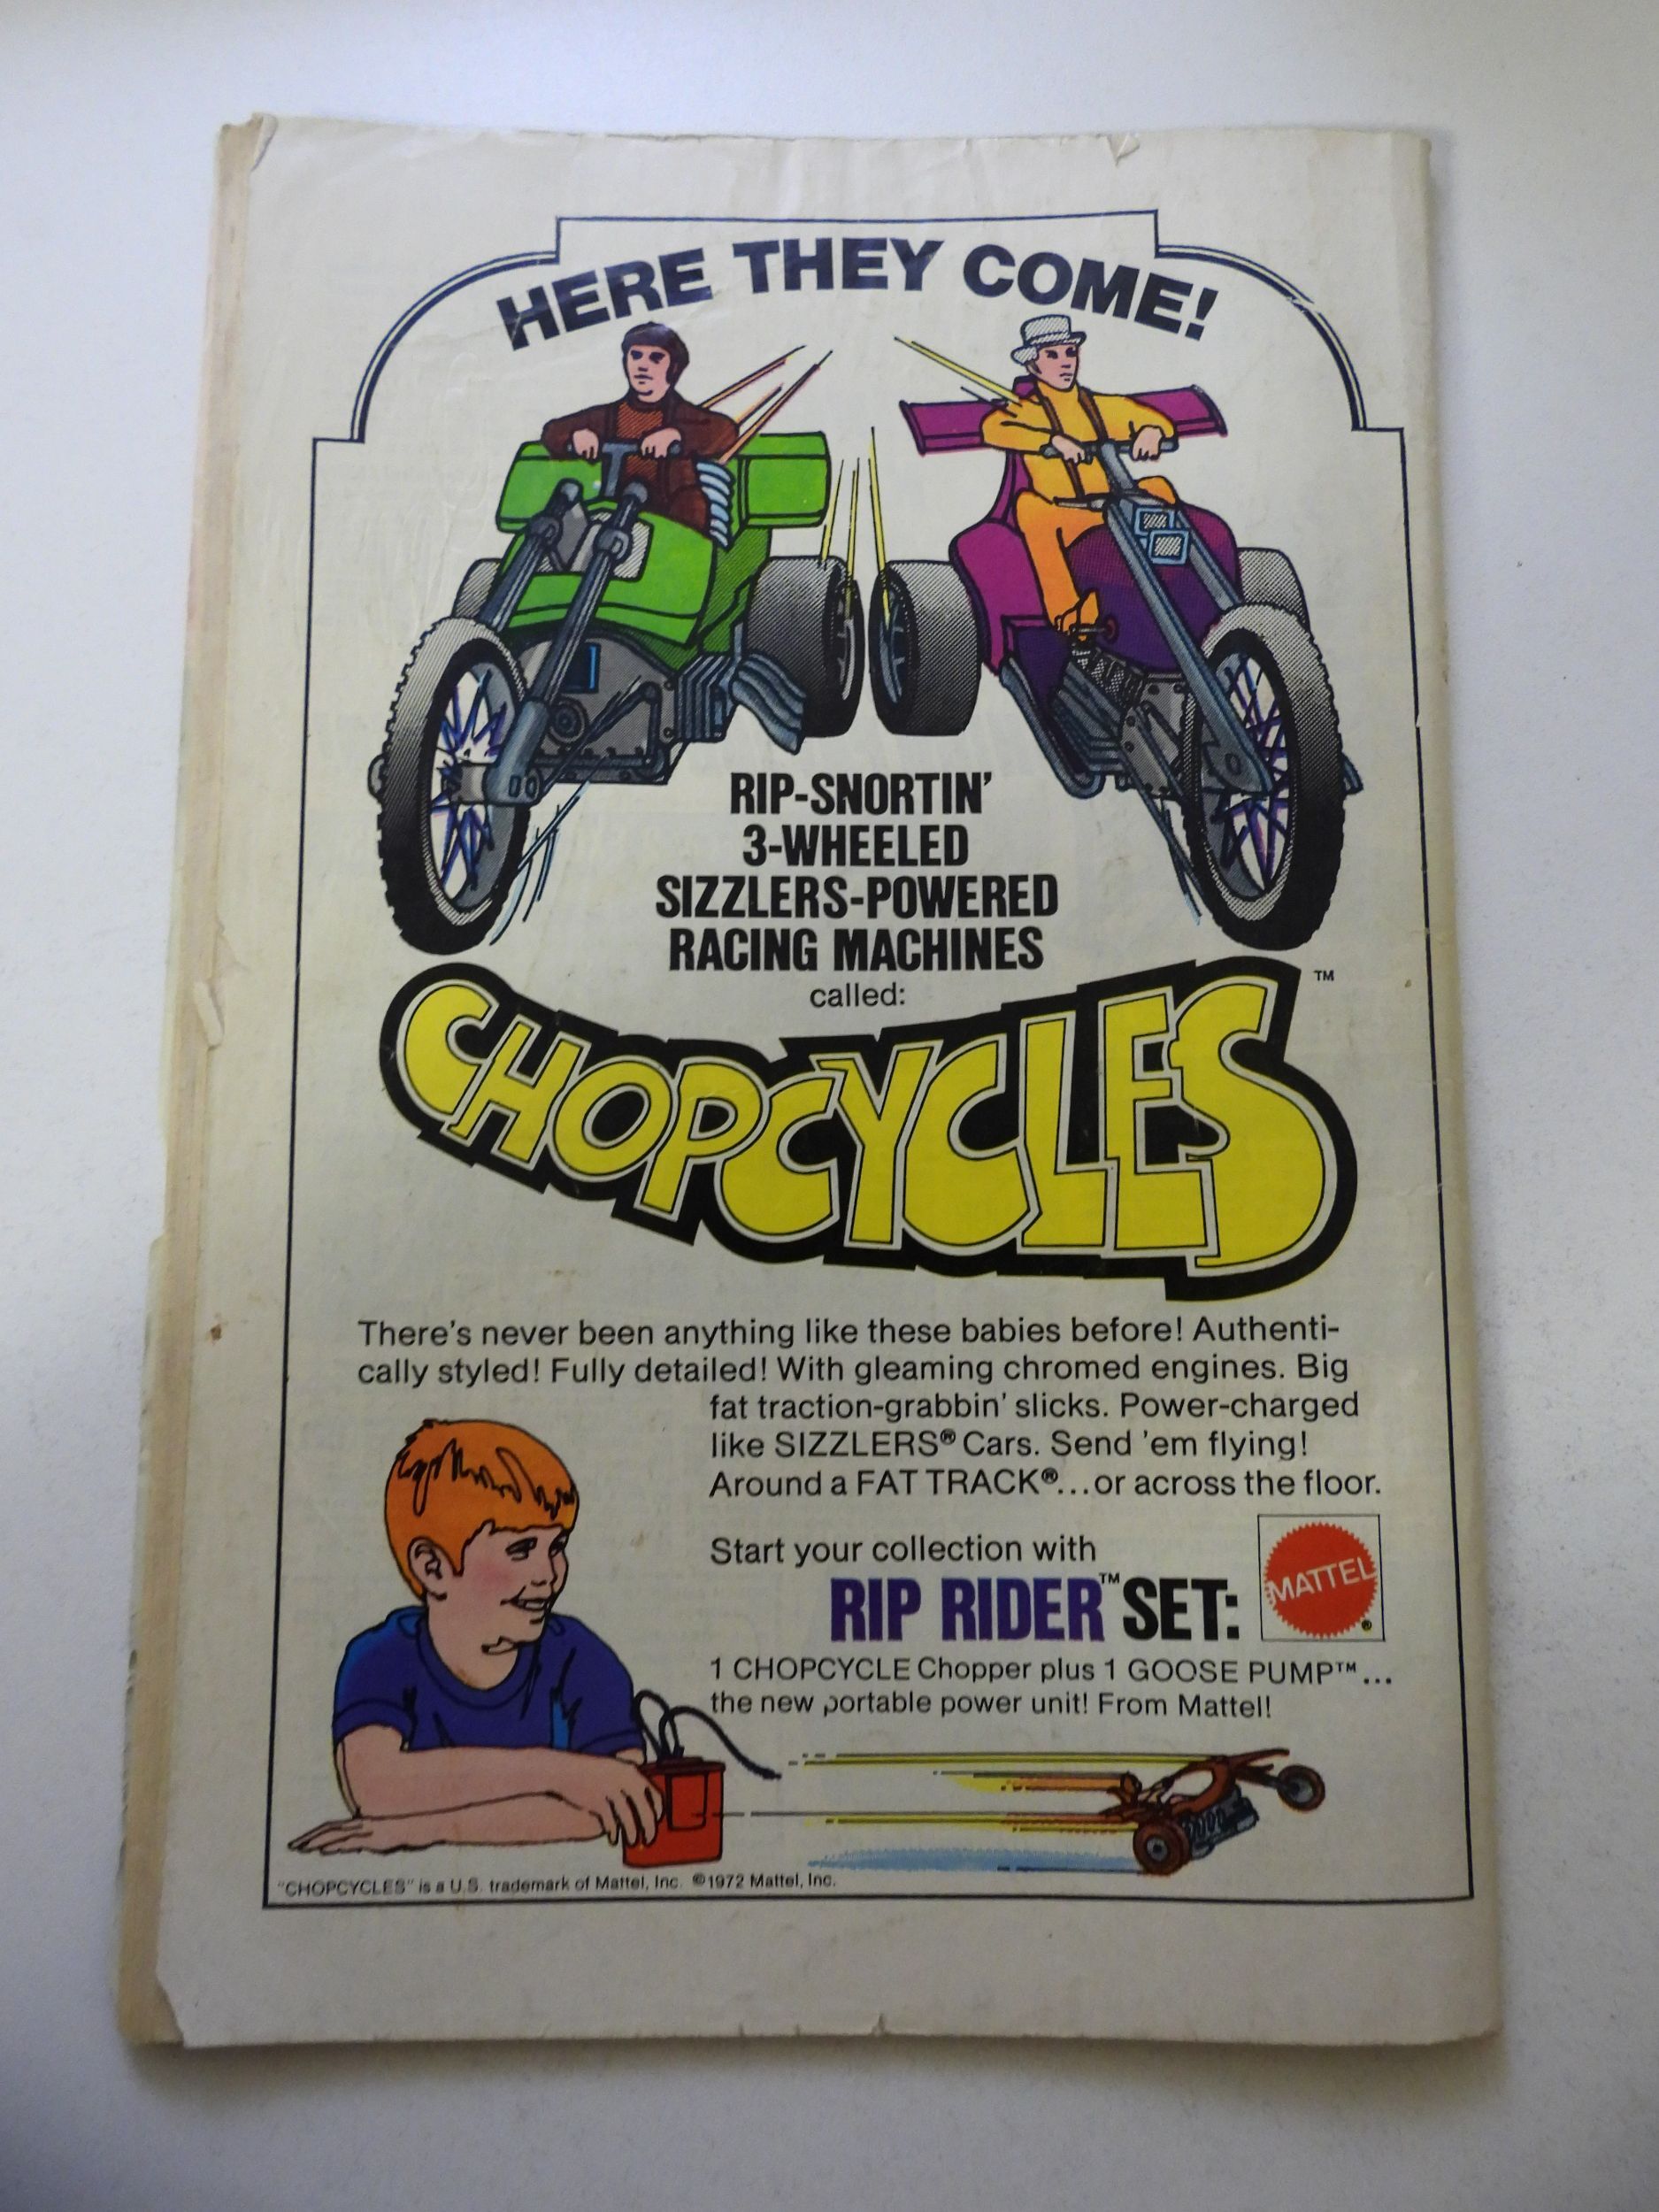 HERE THEY COME!
RIP-SNORTIN'
3-WHEELED
SIZZLERS-POWERED
RACING MACHINES
called:
CHOPCYCLES™
There's never been anything like these babies before! Authenti-
cally styled! Fully detailed! With gleaming chromed engines. Big
fat traction-grabbin' slicks. Power-charged
like SIZZLERS® Cars. Send 'em flying!
Around a FAT TRACK®...or across the floor.
Start your collection with
RIP RIDER™ SET:
MATTEL®
1 CHOPCYCLE Chopper plus 1 GOOSE PUMP™...
the new portable power unit! From Mattel!
"CHOPCYCLES" is a U.S. trademark of Mattel, Inc. ©1972 Mattel, Inc.